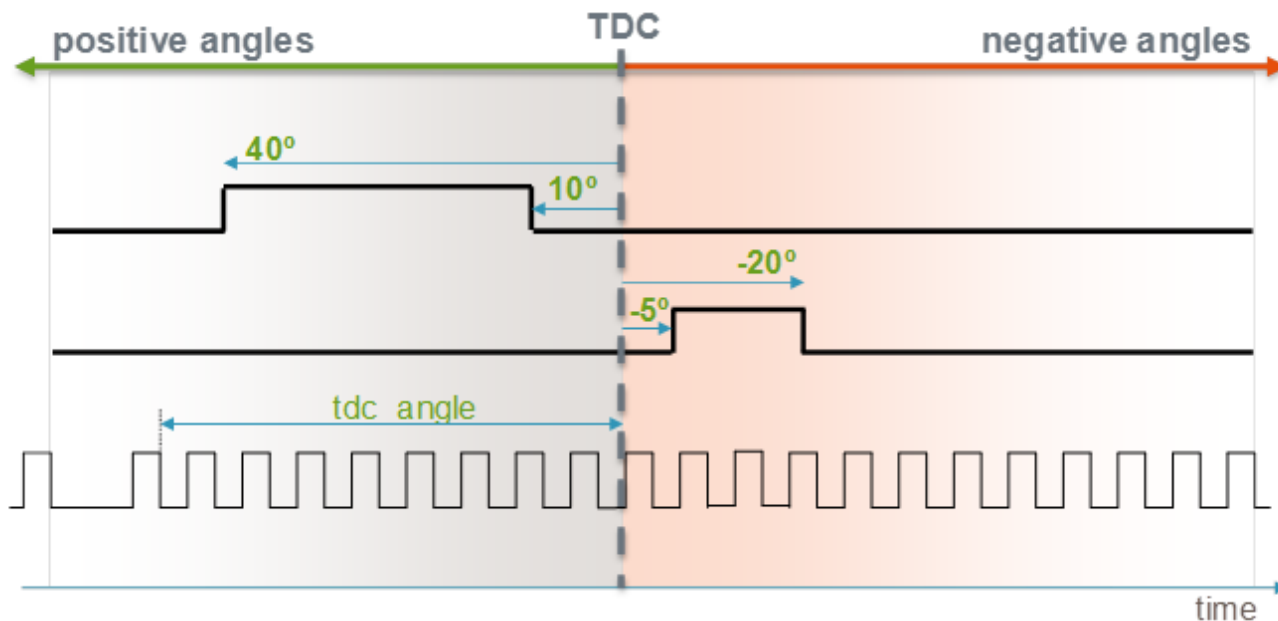 TDC
positive angles
negative angles
40º
10º
-20º
-5º
tdc angle
time